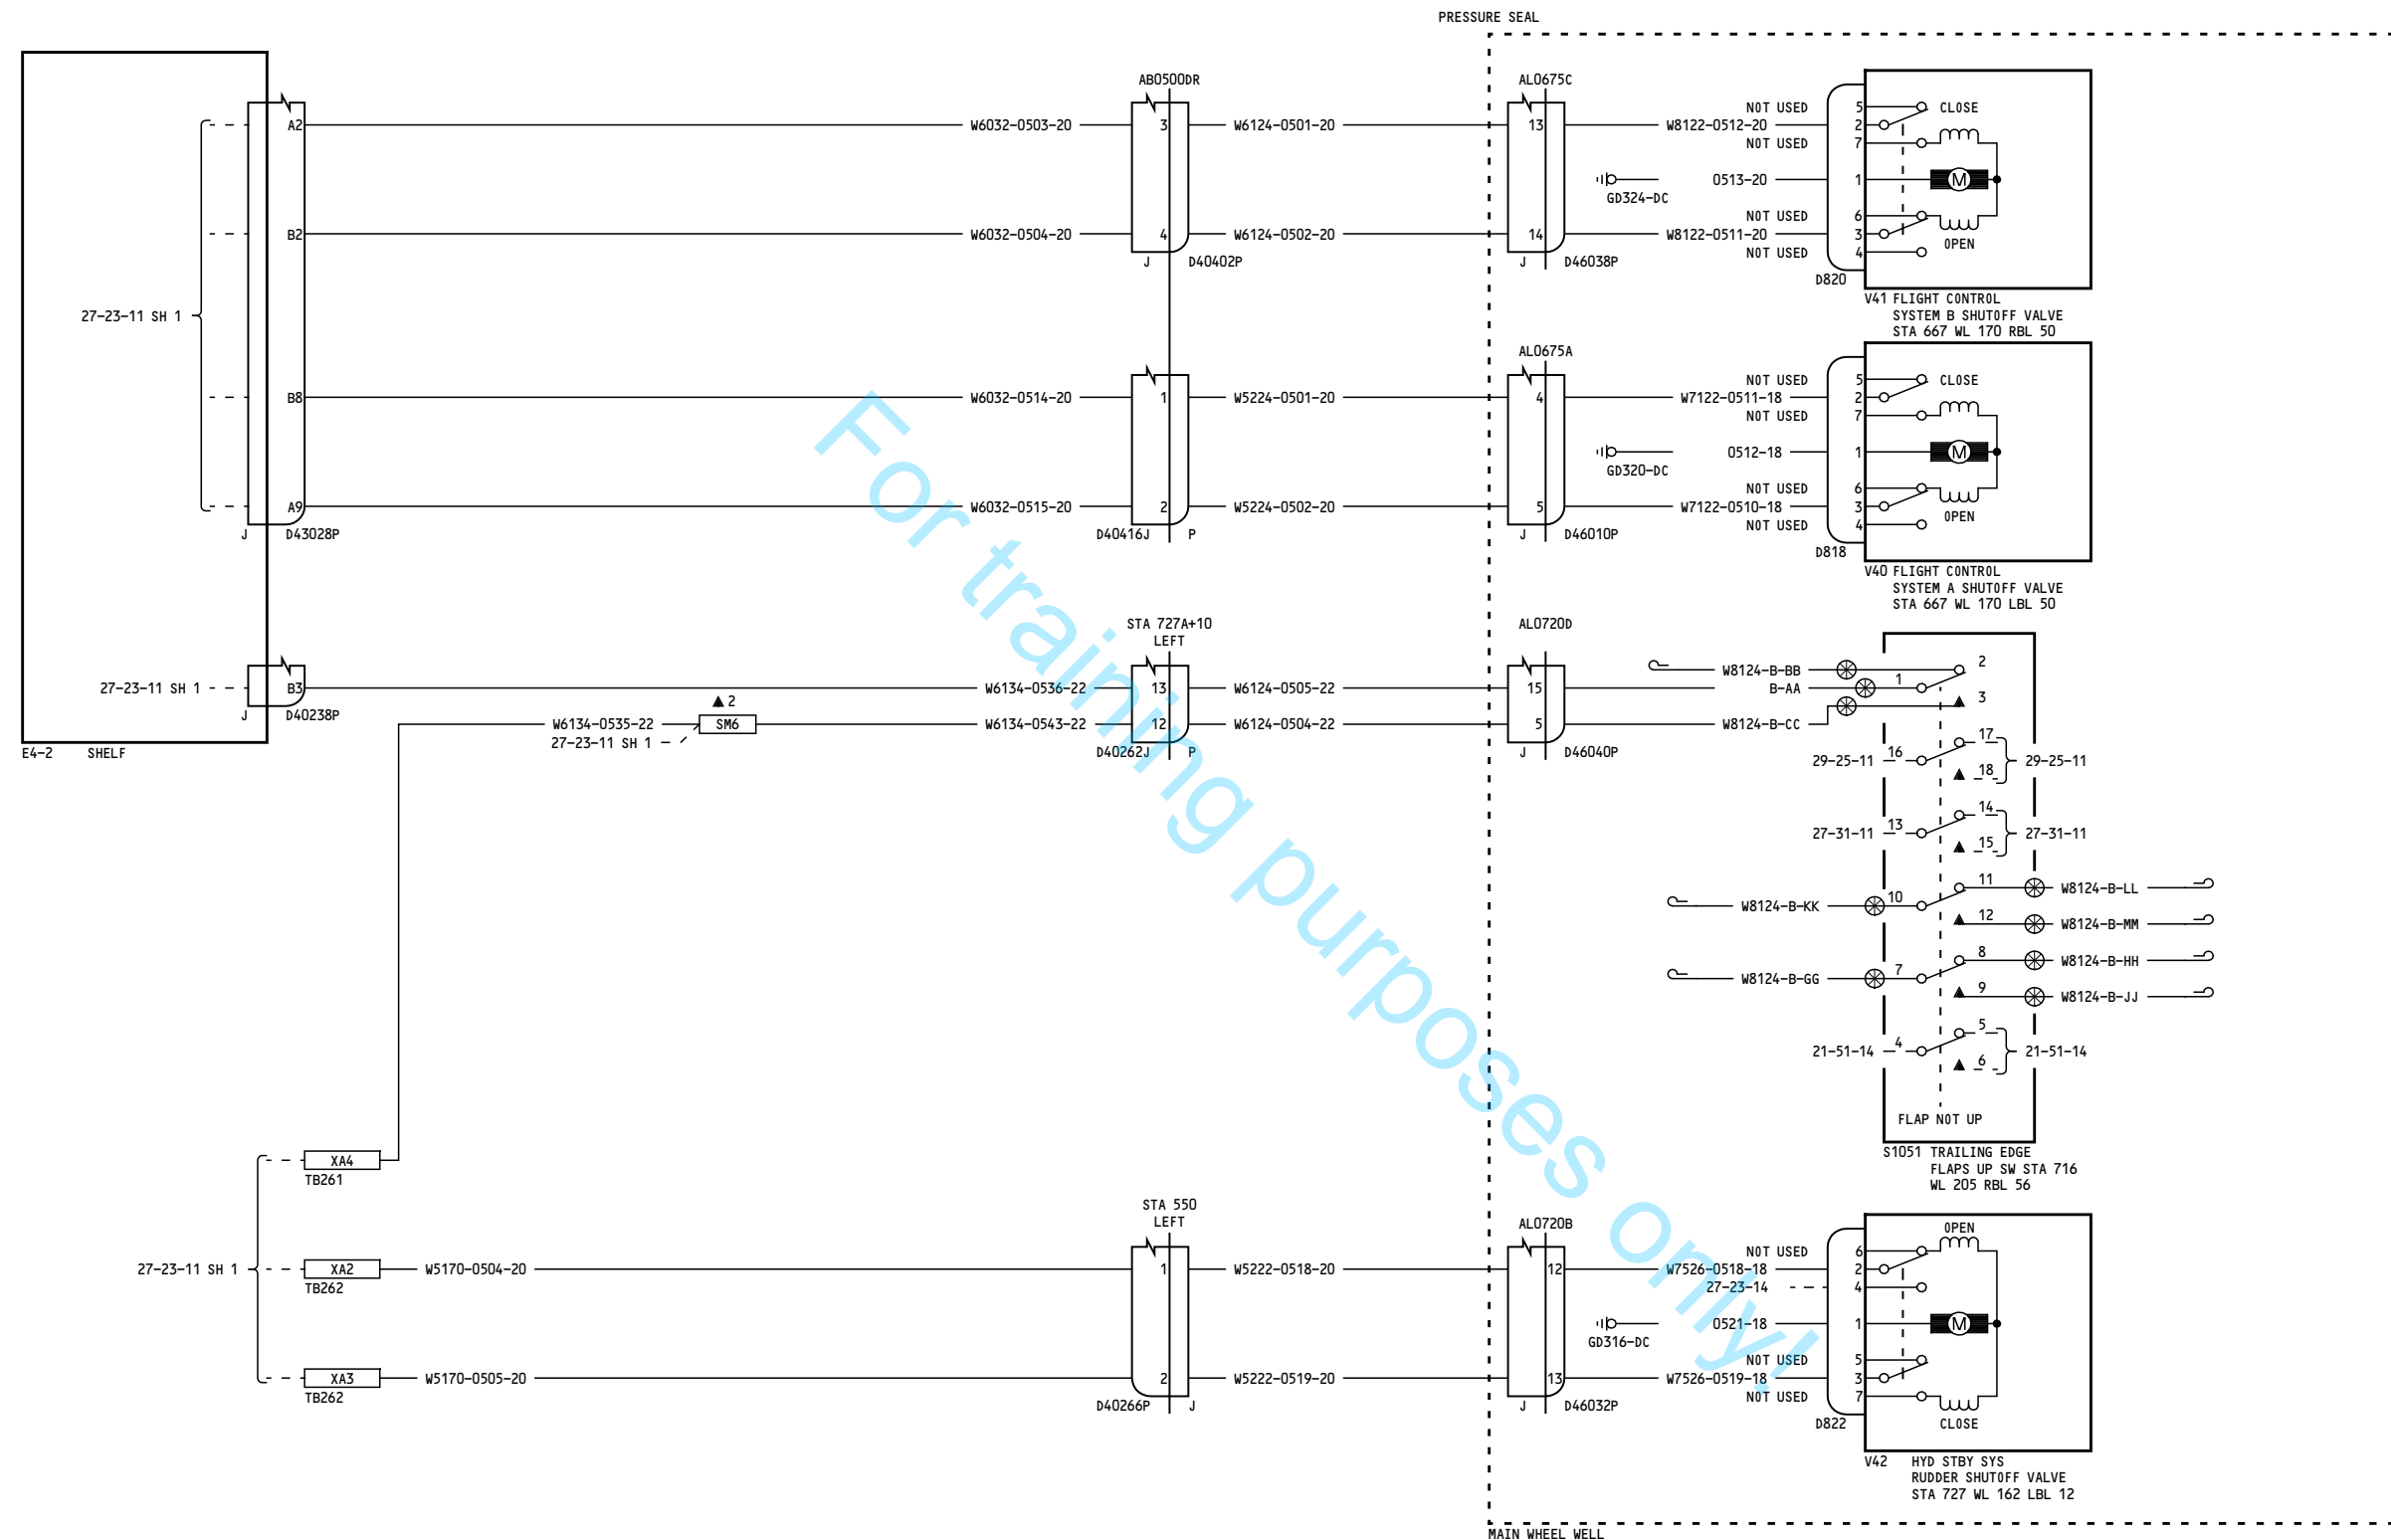 PRESSURE SEAL
AB0500DR
AL0675C
A2
W6032-0503-20
3
W6124-0501-20
13
NOT USED
W8122-0512-20
NOT USED
5
2
7
CLOSE
GD324-DC
0513-20
1
M
B2
W6032-0504-20
4
W6124-0502-20
14
NOT USED
W8122-0511-20
NOT USED
6
3
4
OPEN
J
D40402P
J
D46038P
D820
V41 FLIGHT CONTROL
SYSTEM B SHUTOFF VALVE
STA 667 WL 170 RBL 50
27-23-11 SH 1
AL0675A
B8
W6032-0514-20
1
W5224-0501-20
4
NOT USED
W7122-0511-18
NOT USED
5
2
7
CLOSE
GD320-DC
0512-18
1
M
A9
W6032-0515-20
2
W5224-0502-20
5
NOT USED
W7122-0510-18
NOT USED
6
3
4
OPEN
J
D43028P
D40416J
P
J
D46010P
D818
V40 FLIGHT CONTROL
SYSTEM A SHUTOFF VALVE
STA 667 WL 170 LBL 50
STA 727A+10
LEFT
AL0720D
27-23-11 SH 1
B3
W6134-0536-22
13
W6124-0505-22
15
W8124-B-BB
B-AA
1
2
3
J
D40238P
W6134-0535-22
2
SM6
27-23-11 SH 1
W6134-0543-22
12
W6124-0504-22
5
W8124-B-CC
D40262J
P
J
D46040P
E4-2 SHELF
29-25-11
16
17
18
29-25-11
27-31-11
13
14
15
27-31-11
W8124-B-KK
10
11
12
W8124-B-LL
W8124-B-MM
W8124-B-GG
7
8
9
W8124-B-HH
W8124-B-JJ
21-51-14
4
5
6
21-51-14
FLAP NOT UP
S1051 TRAILING EDGE
FLAPS UP SW STA 716
WL 205 RBL 56
XA4
TB261
STA 550
LEFT
AL0720B
27-23-11 SH 1
XA2
TB262
W5170-0504-20
1
W5222-0518-20
12
NOT USED
W7526-0518-18
27-23-14
6
2
4
OPEN
GD316-DC
0521-18
1
M
XA3
TB262
W5170-0505-20
2
W5222-0519-20
13
NOT USED
W7526-0519-18
NOT USED
5
3
7
CLOSE
D40266P
J
J
D46032P
D822
V42 HYD STBY SYS
RUDDER SHUTOFF VALVE
STA 727 WL 162 LBL 12
MAIN WHEEL WELL
For training purposes only!